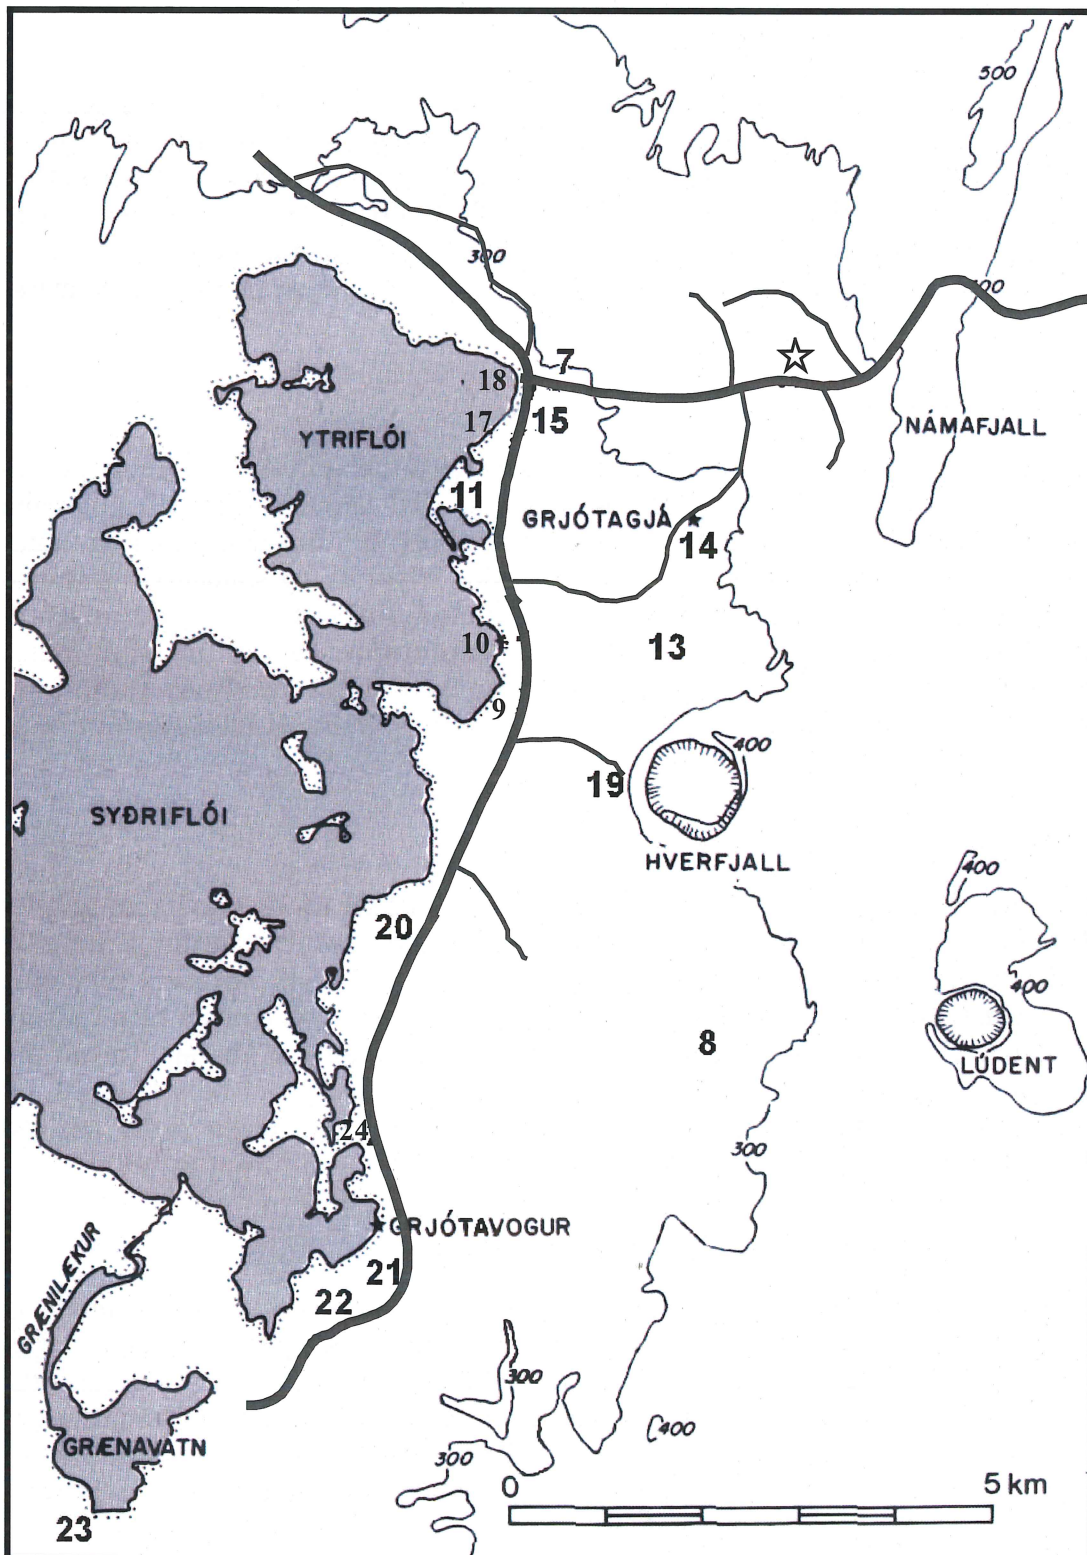 500
300
400
18
7
17
15
YTRIFLÓI
NÁMAFJALL
11
GRJÓTAGJÁ
14
10
13
9
400
19
SYÐRIFLÓI
HVERFJALL
400
20
400
8
LÚDENT
24
300
GRÆNILÆKUR
GRJÓTAVOGUR
21
22
300
GRÆNAVATN
400
300
0
5 km
23